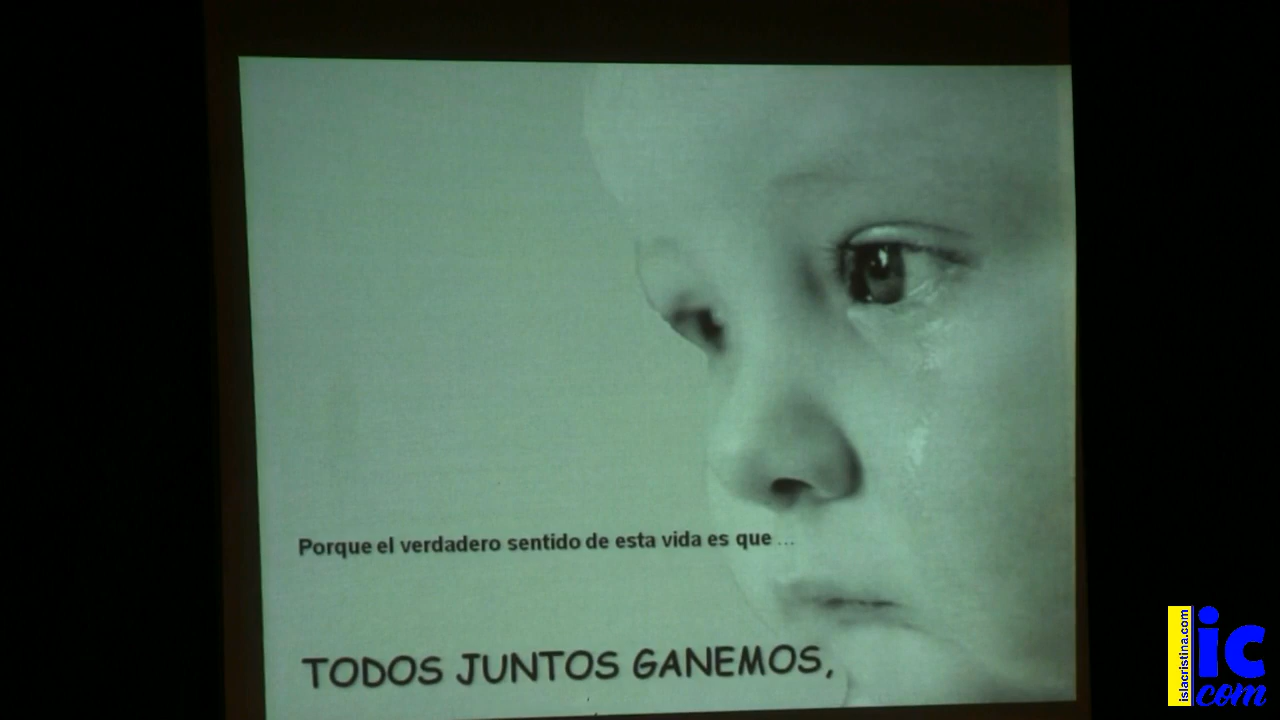 Porque el verdadero sentido de esta vida es que ...
TODOS JUNTOS GANEMOS,
islacristina.com
ic
com